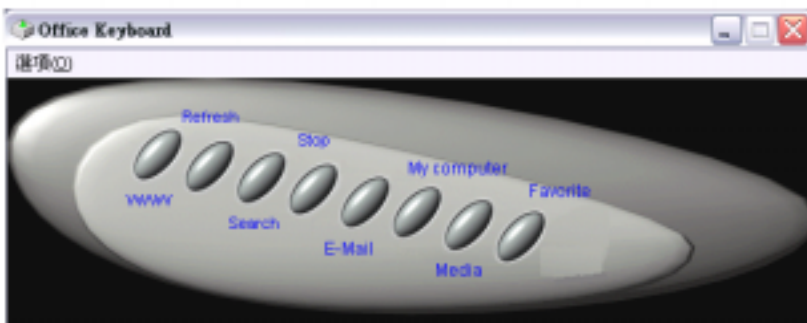 Office Keyboard
選項(O)
Refresh
Stop
My computer
Favorite
WWW
Search
E-Mail
Media